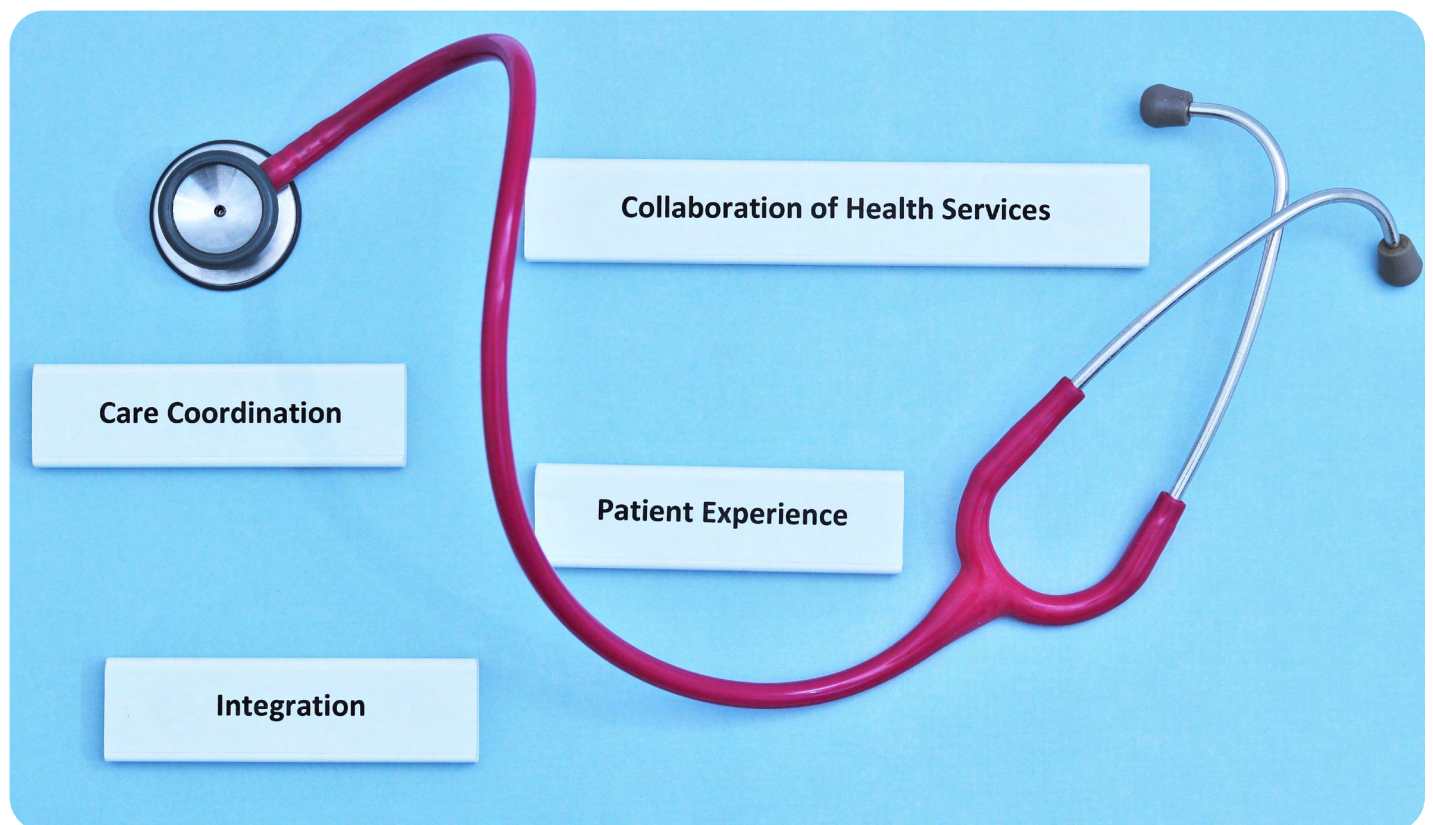 Collaboration of Health Services
Care Coordination
Patient Experience
Integration